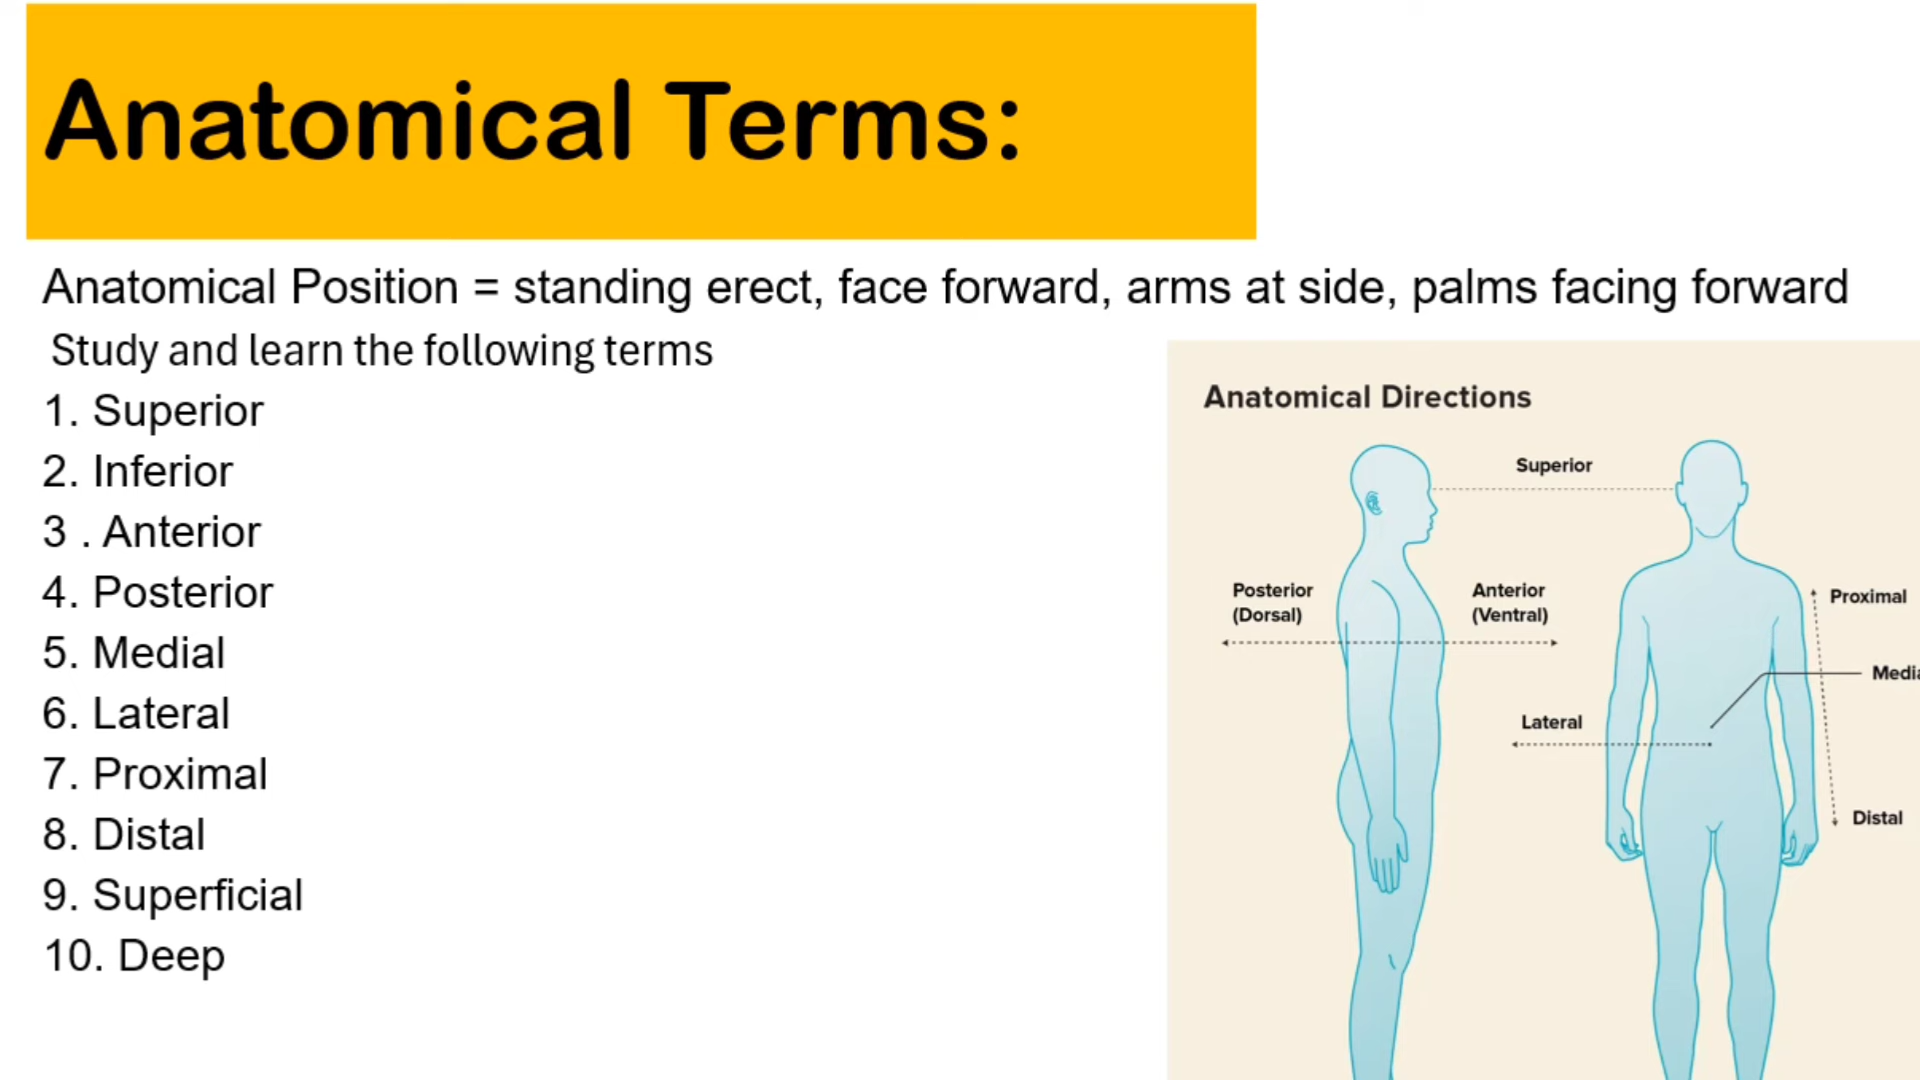 Anatomical Terms:
Anatomical Position = standing erect, face forward, arms at side, palms facing forward
Study and learn the following terms
1. Superior
2. Inferior
3 . Anterior
4. Posterior
5. Medial
6. Lateral
7. Proximal
8. Distal
9. Superficial
10. Deep
Anatomical Directions
Superior
Posterior
(Dorsal)
Anterior
(Ventral)
Proximal
Media
Lateral
Distal